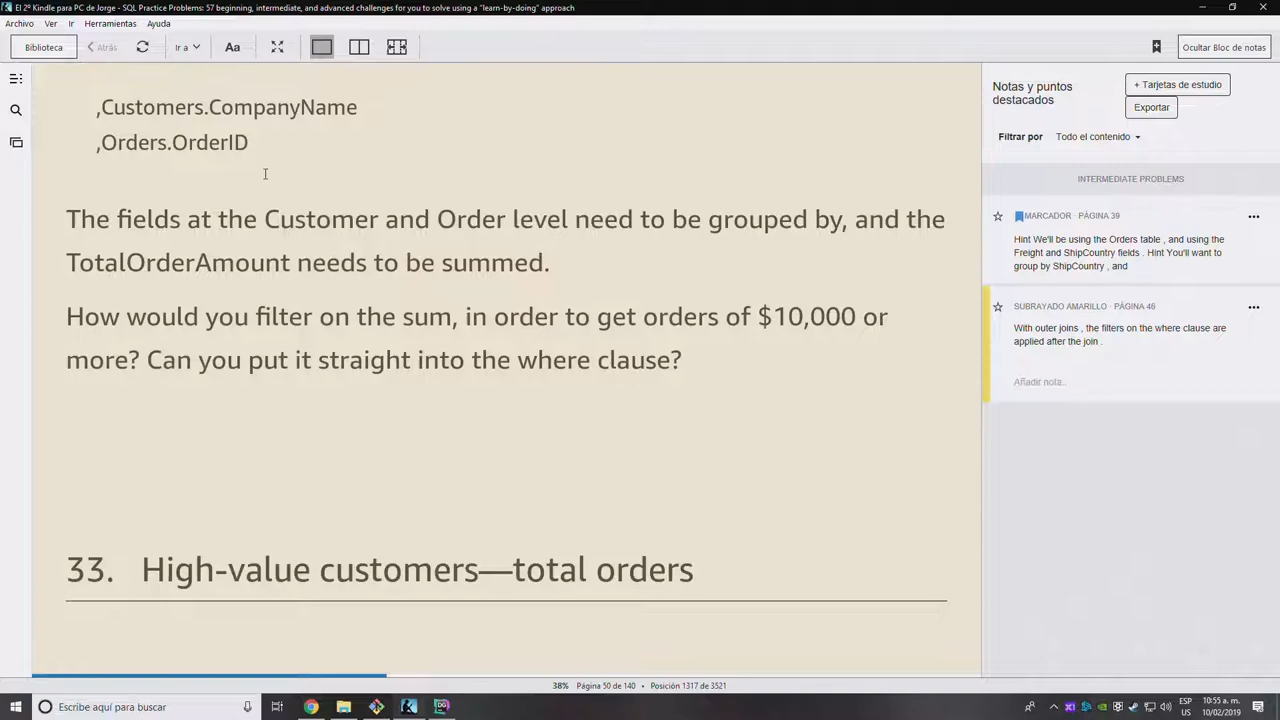 El 2º Kindle para PC de Jorge - SQL Practice Problems: 57 beginning, intermediate, and advanced challenges for you to solve using a "learn-by-doing" approach
Archivo Ver Ir Herramientas Ayuda
Biblioteca Atrás Ir a Aa Ocultar Bloc de notas
,Customers.CompanyName
,Orders.OrderID
The fields at the Customer and Order level need to be grouped by, and the
TotalOrderAmount needs to be summed.
How would you filter on the sum, in order to get orders of $10,000 or
more? Can you put it straight into the where clause?
33. High-value customers—total orders
Notas y puntos
destacados
+ Tarjetas de estudio
Exportar
Filtrar por Todo el contenido
INTERMEDIATE PROBLEMS
MARCADOR · PÁGINA 39
Hint We'll be using the Orders table , and using the
Freight and ShipCountry fields . Hint You'll want to
group by ShipCountry , and
SUBRAYADO AMARILLO · PÁGINA 46
With outer joins , the filters on the where clause are
applied after the join .
Añadir nota..
38% Página 50 de 140 • Posición 1317 de 3521
Escribe aquí para buscar
DG
ESP
US
10:55 a. m.
10/02/2019